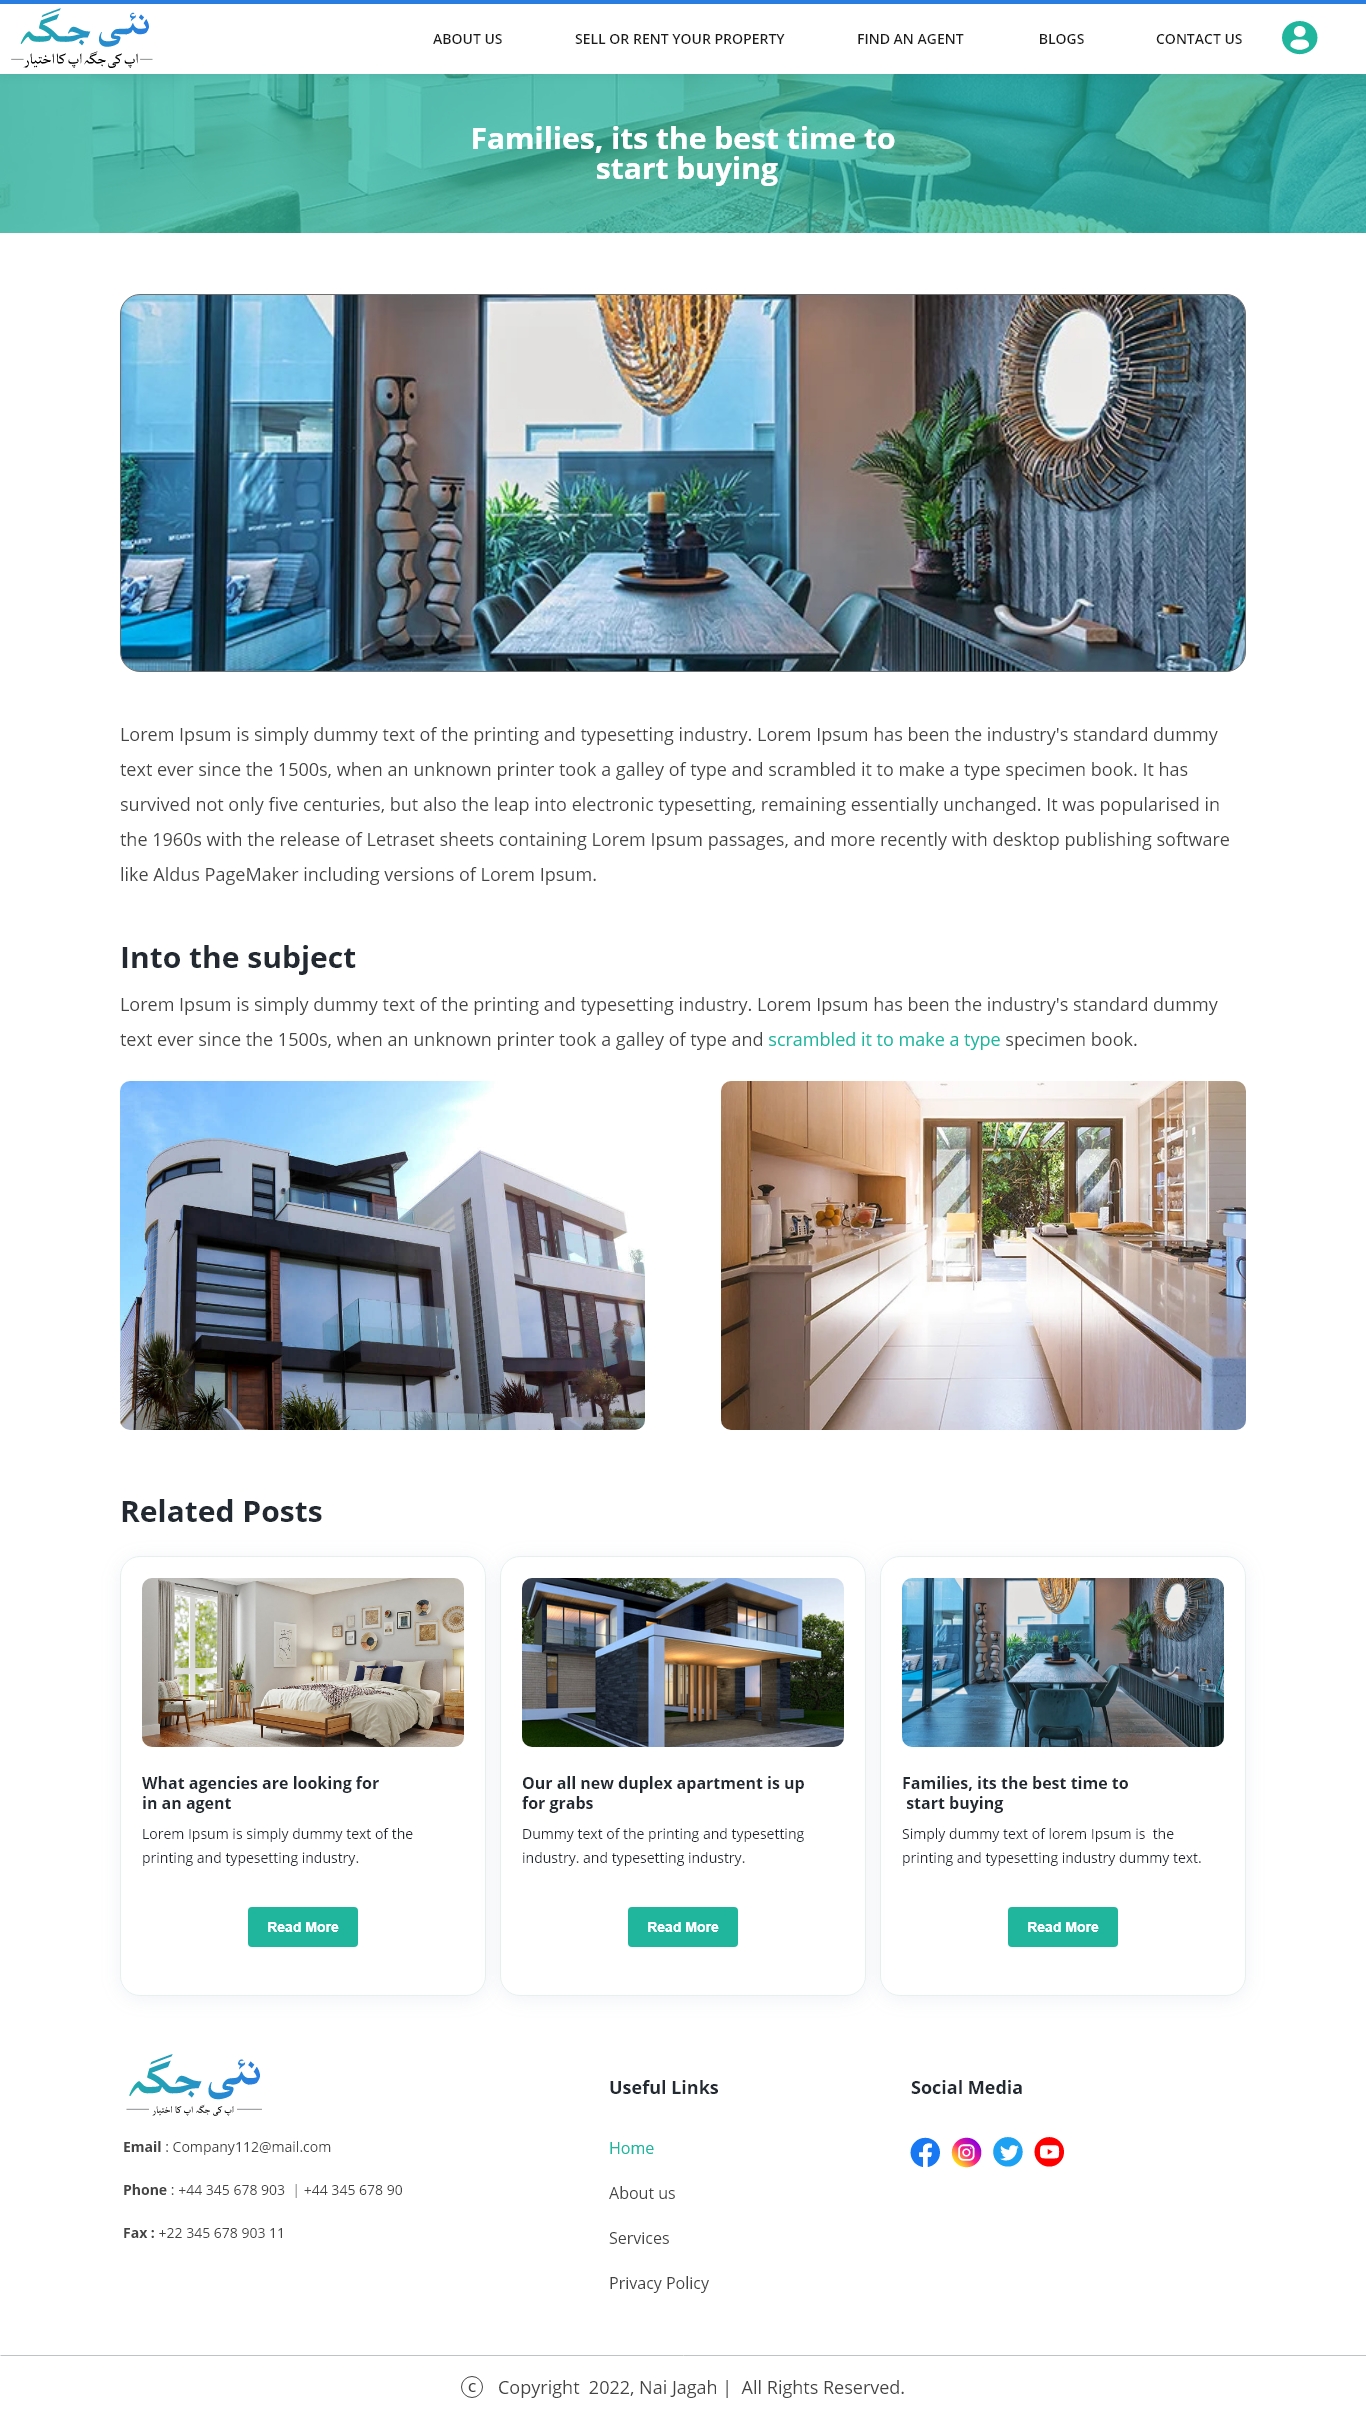 نئی جگہ
اپ کی جگہ اپ کا اختیار
ABOUT US
SELL OR RENT YOUR PROPERTY
FIND AN AGENT
BLOGS
CONTACT US
Families, its the best time to
start buying
Lorem Ipsum is simply dummy text of the printing and typesetting industry. Lorem Ipsum has been the industry's standard dummy
text ever since the 1500s, when an unknown printer took a galley of type and scrambled it to make a type specimen book. It has
survived not only five centuries, but also the leap into electronic typesetting, remaining essentially unchanged. It was popularised in
the 1960s with the release of Letraset sheets containing Lorem Ipsum passages, and more recently with desktop publishing software
like Aldus PageMaker including versions of Lorem Ipsum.
Into the subject
Lorem Ipsum is simply dummy text of the printing and typesetting industry. Lorem Ipsum has been the industry's standard dummy
text ever since the 1500s, when an unknown printer took a galley of type and scrambled it to make a type specimen book.
Related Posts
What agencies are looking for
in an agent
Lorem Ipsum is simply dummy text of the
printing and typesetting industry.
Read More
Our all new duplex apartment is up
for grabs
Dummy text of the printing and typesetting
industry. and typesetting industry.
Read More
Families, its the best time to
start buying
Simply dummy text of lorem Ipsum is the
printing and typesetting industry dummy text.
Read More
نئی جگہ
اپ کی جگہ اپ کا اختیار
Email : Company112@mail.com
Phone : +44 345 678 903 | +44 345 678 90
Fax : +22 345 678 903 11
Useful Links
Home
About us
Services
Privacy Policy
Social Media
© Copyright 2022, Nai Jagah | All Rights Reserved.